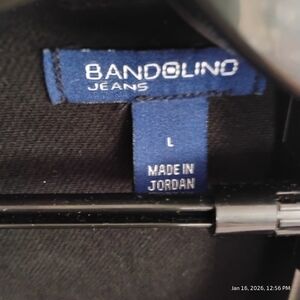 BANDOLINO
JEANS
L
MADE IN
JORDAN
Jan 16, 2026, 12:56 PM